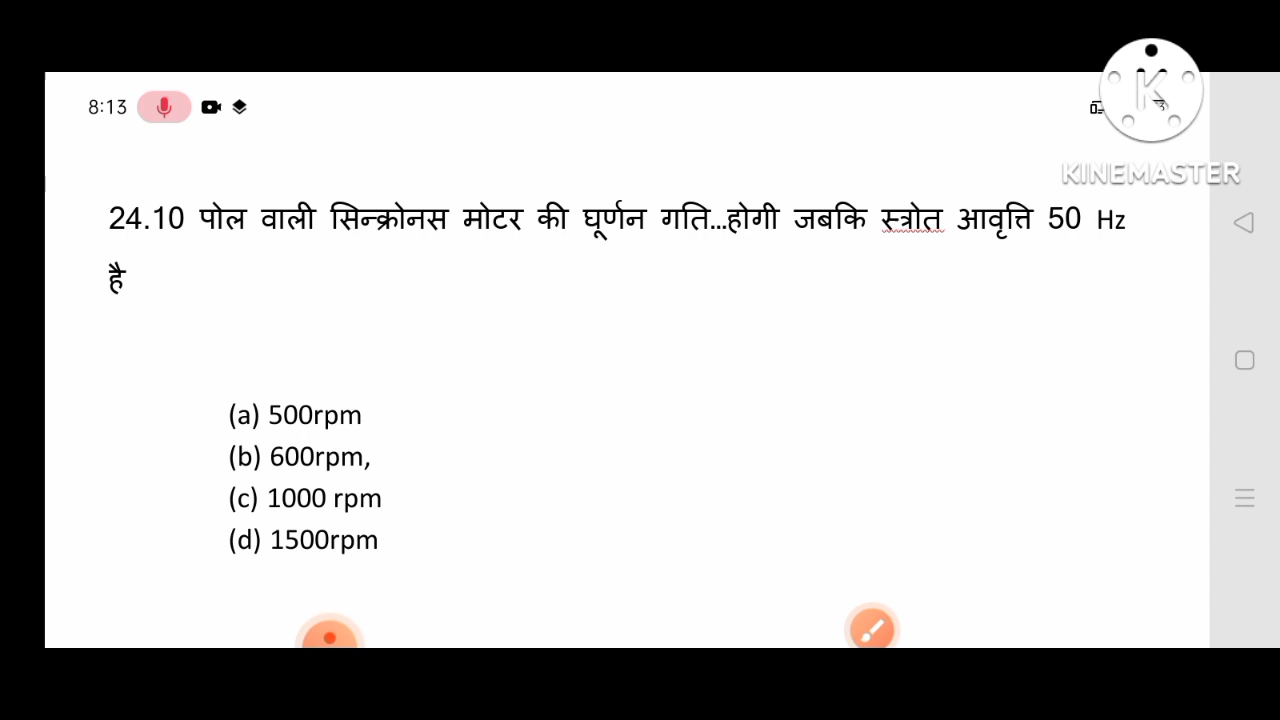 8:13
KINEMASTER
24.10 पोल वाली सिन्क्रोनस मोटर की घूर्णन गति...होगी जबकि स्त्रोत आवृत्ति 50 Hz
है
(a) 500rpm
(b) 600rpm,
(c) 1000 rpm
(d) 1500rpm